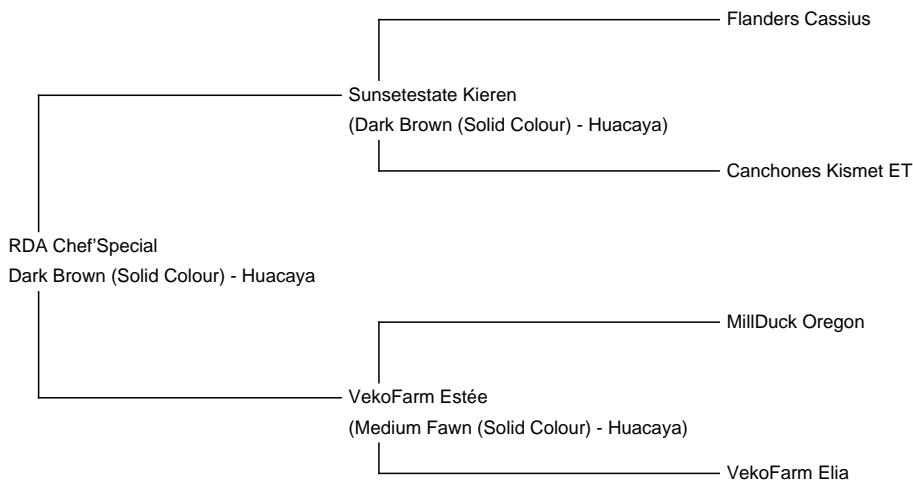 Flanders Cassius
Sunsetestate Kieren
(Dark Brown (Solid Colour) - Huacaya)
Canchones Kismet ET
RDA Chef'Special
Dark Brown (Solid Colour) - Huacaya
MillDuck Oregon
VekoFarm Estée
(Medium Fawn (Solid Colour) - Huacaya)
VekoFarm Elia